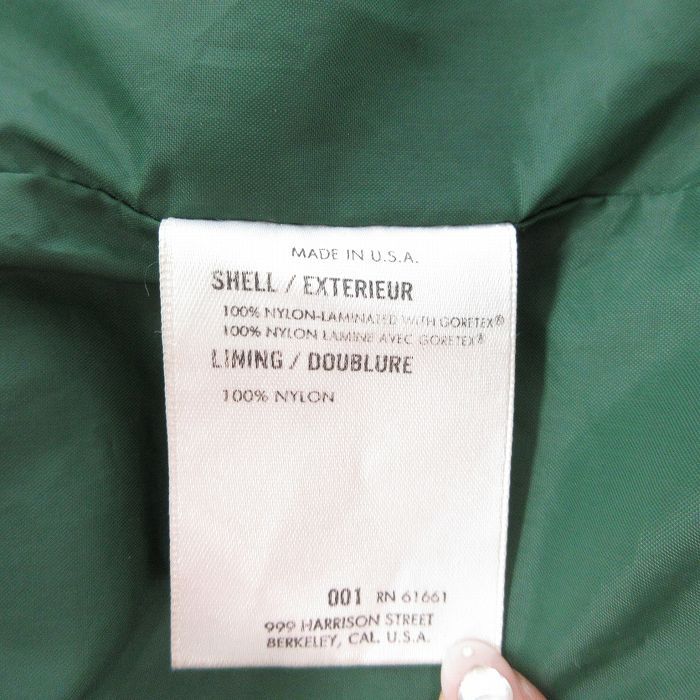 MADE IN U.S.A.
SHELL / EXTERIEUR
100% NYLON-LAMINATED WITH GORETEX®
100% NYLON LAMINE AVEC GORETEX®
LINING / DOUBLURE
100% NYLON
001 RN 61661
999 HARRISON STREET
BERKELEY, CAL. U.S.A.